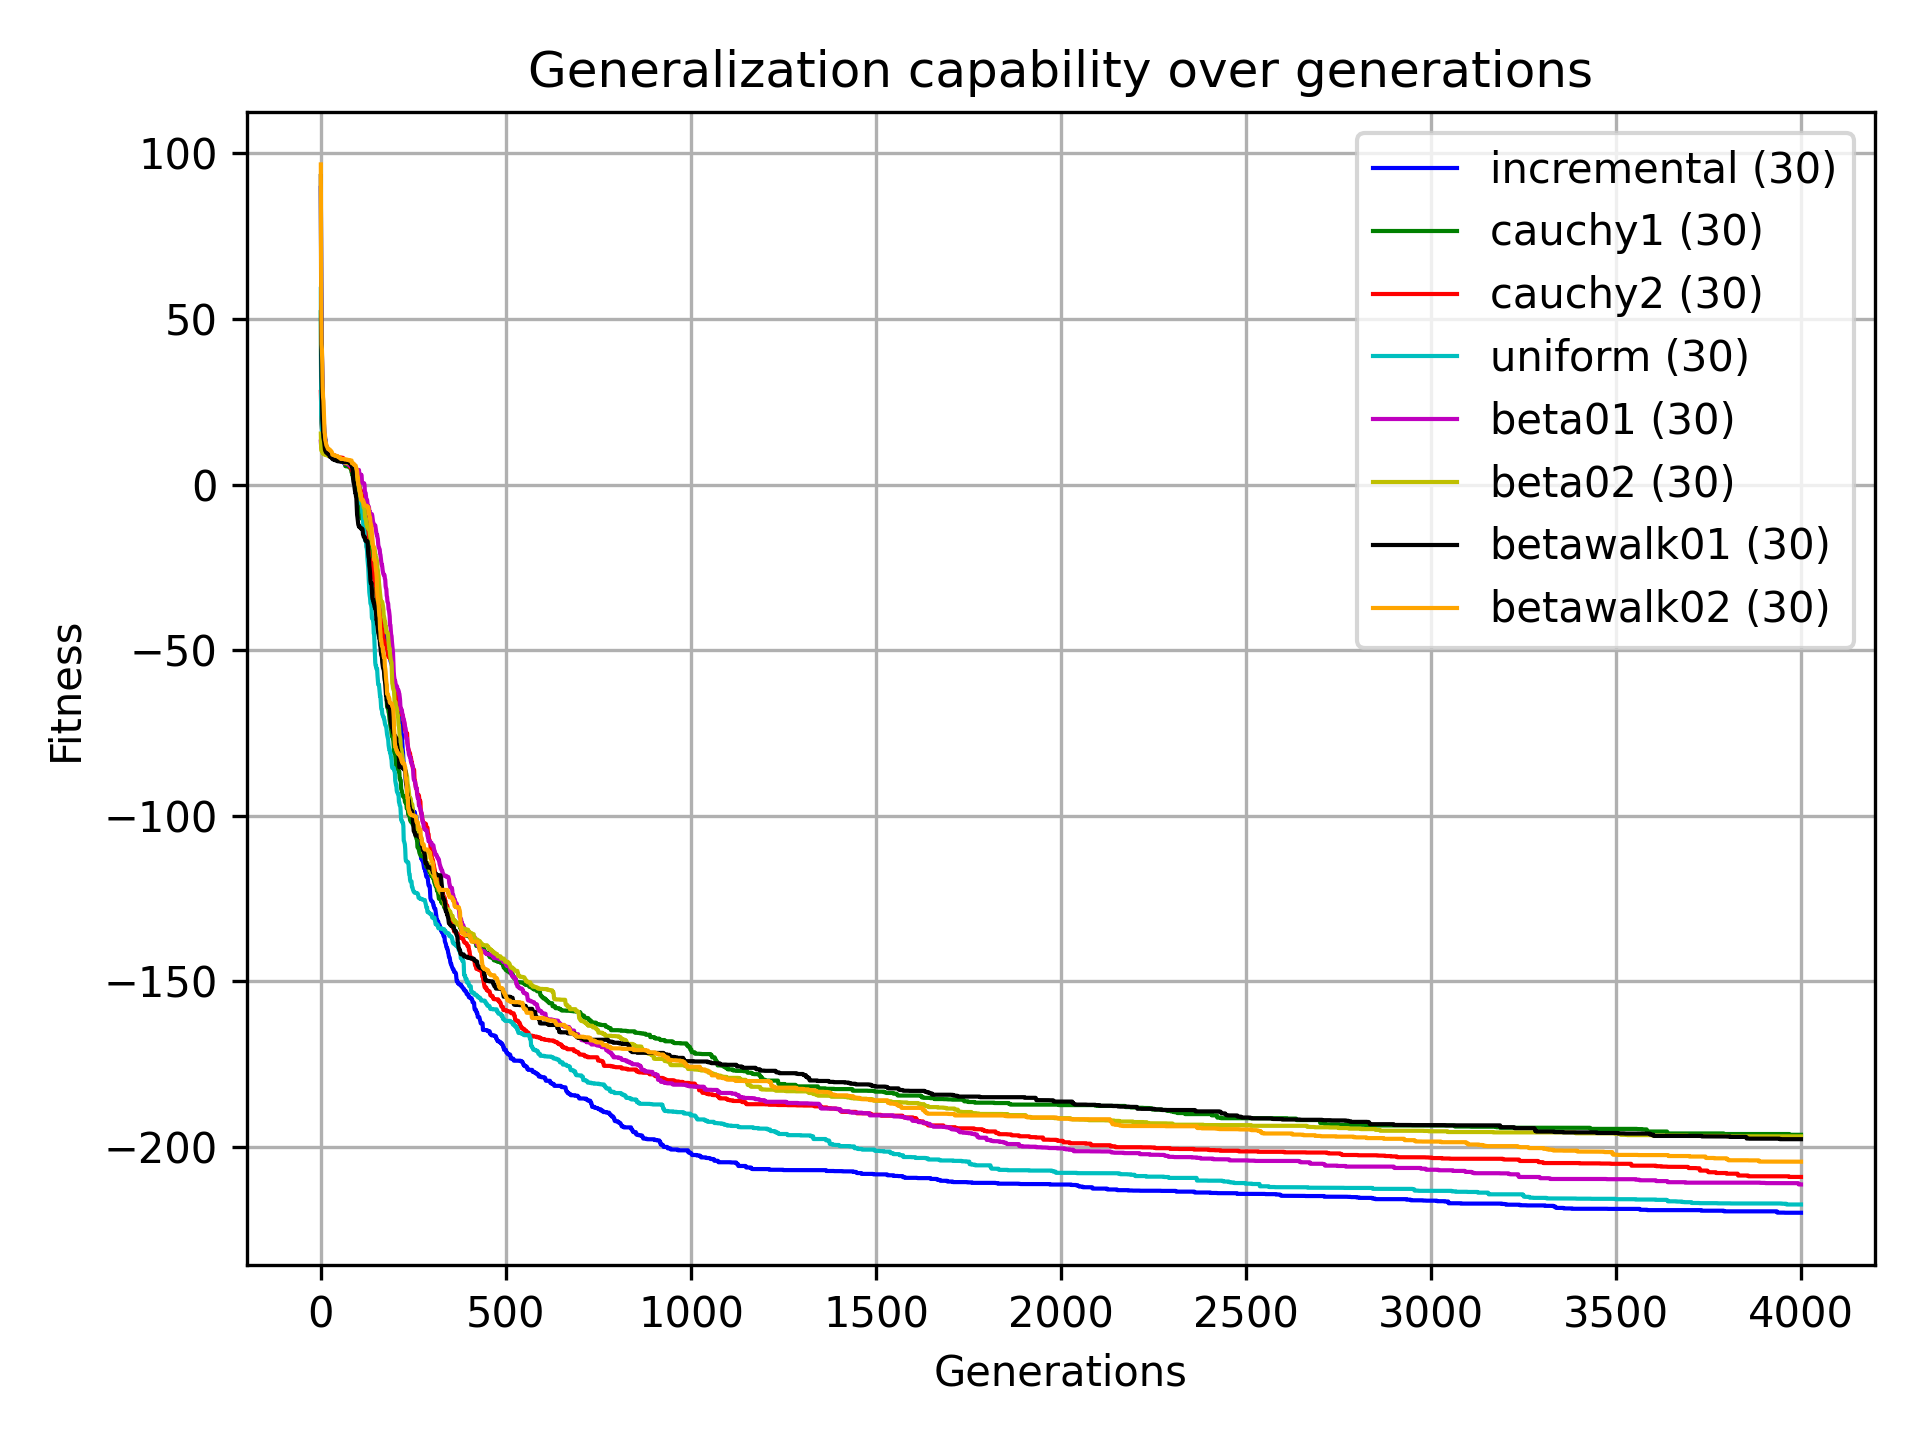 Generalization capability over generations
100
50
0
−50
−100
−150
−200
Fitness
incremental (30)
cauchy1 (30)
cauchy2 (30)
uniform (30)
beta01 (30)
beta02 (30)
betawalk01 (30)
betawalk02 (30)
0 500 1000 1500 2000 2500 3000 3500 4000
Generations